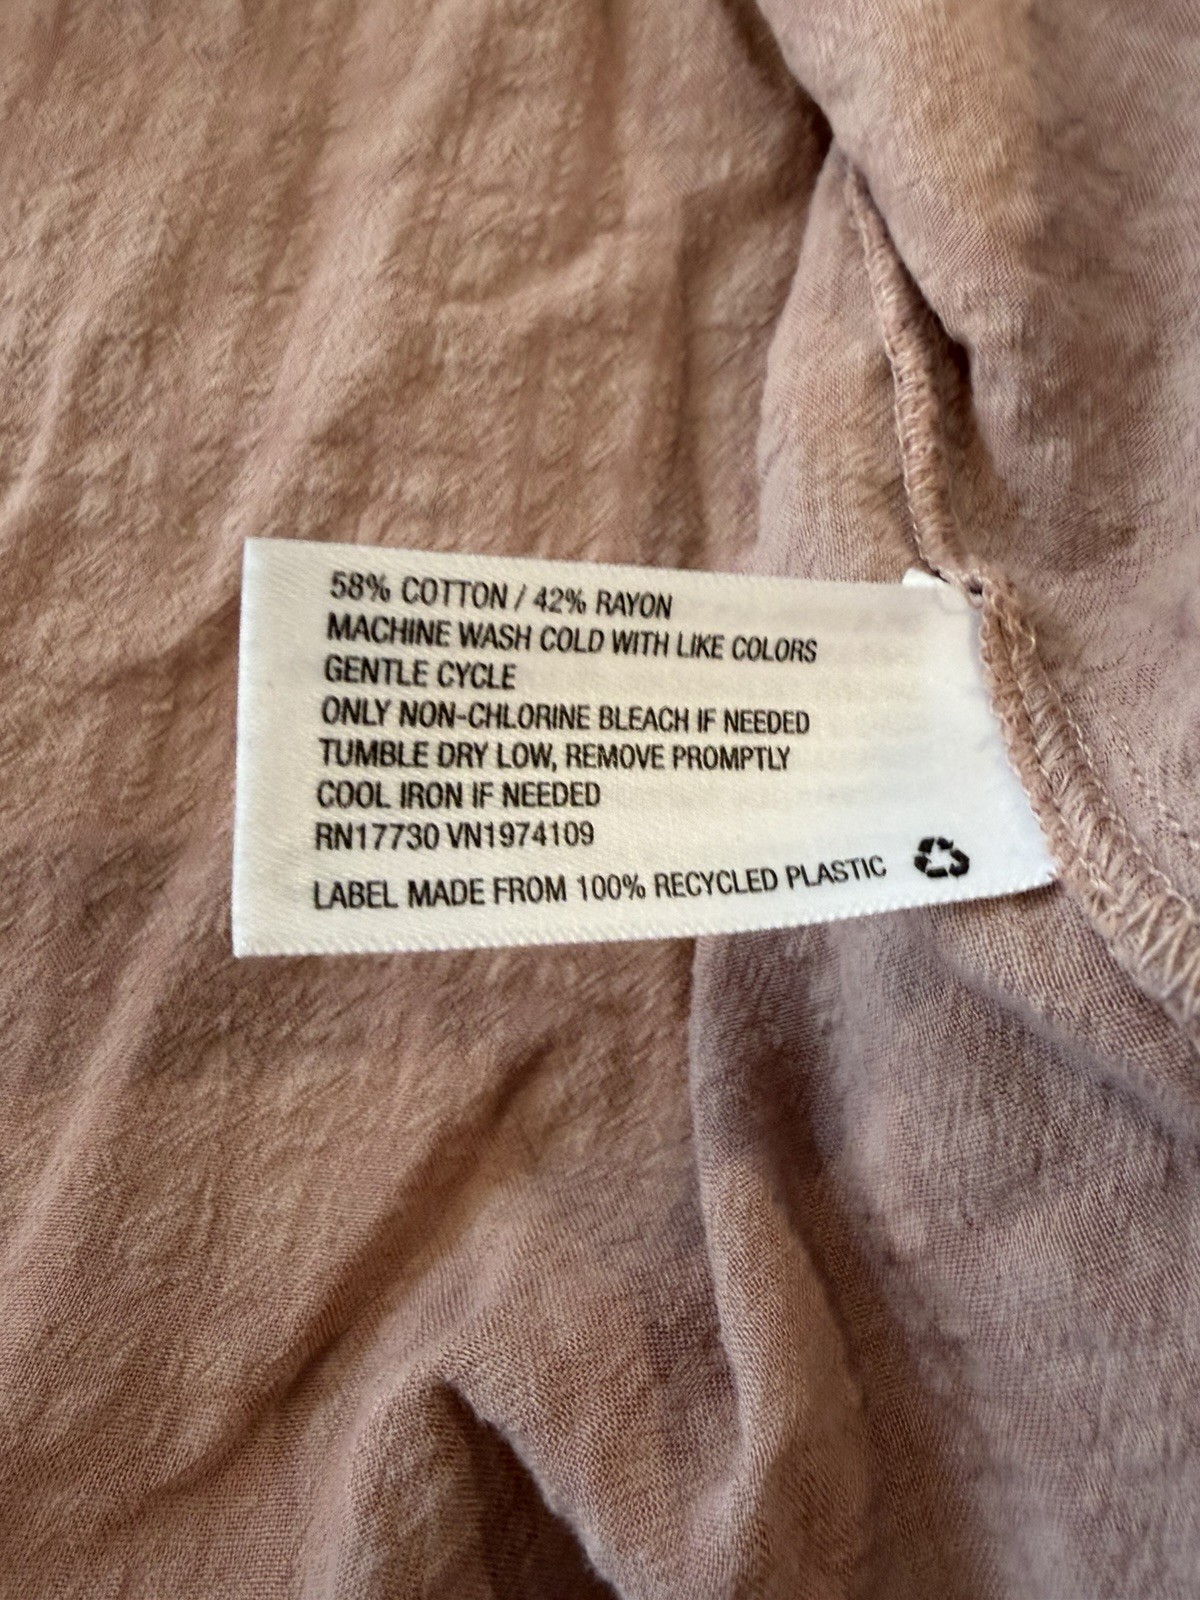 58% COTTON / 42% RAYON
MACHINE WASH COLD WITH LIKE COLORS
GENTLE CYCLE
ONLY NON-CHLORINE BLEACH IF NEEDED
TUMBLE DRY LOW, REMOVE PROMPTLY
COOL IRON IF NEEDED
RN17730 VN1974109
LABEL MADE FROM 100% RECYCLED PLASTIC